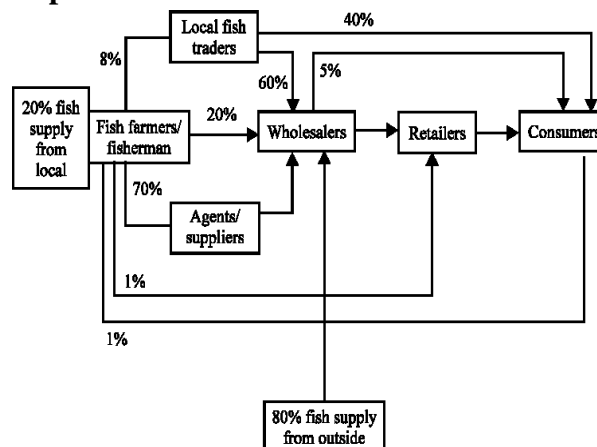 Local fish
traders
40%
8%
60%
5%
20% fish
supply
from
local
Fish farmers/
fisherman
20%
Wholesalers
Retailers
Consumers
70%
Agents/
suppliers
1%
1%
80% fish supply
from outside